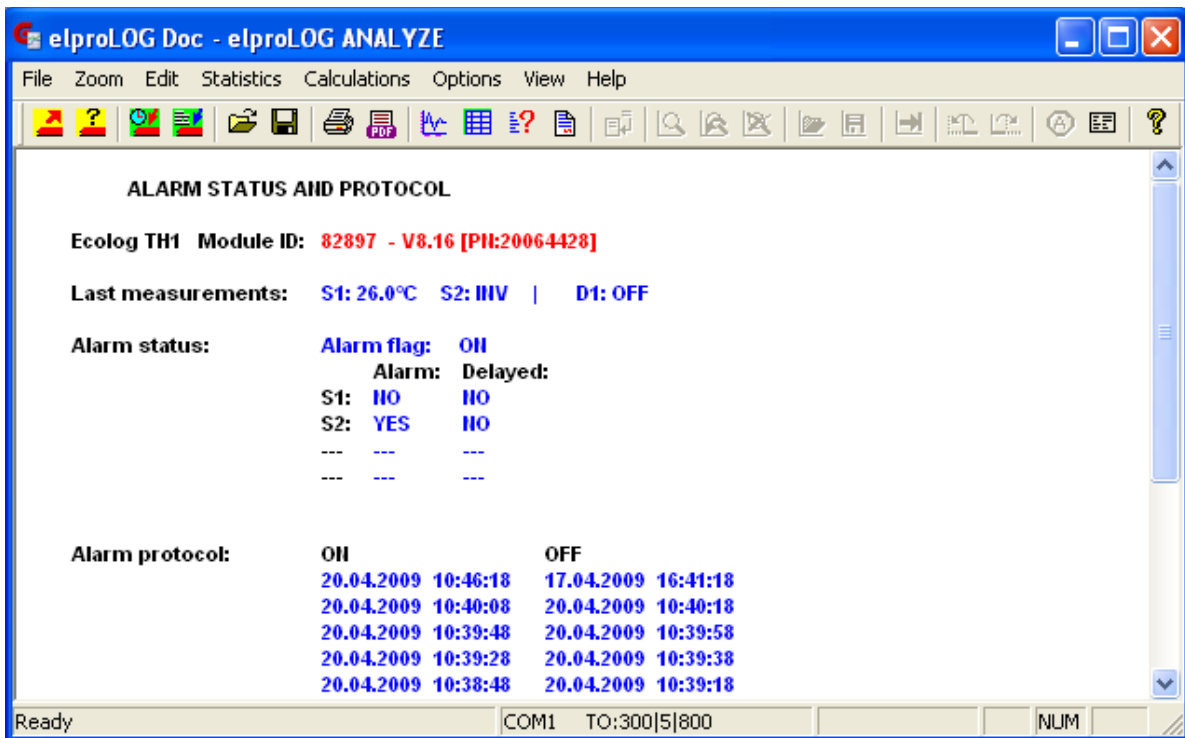 elproLOG Doc - elproLOG ANALYZE
File Zoom Edit Statistics Calculations Options View Help
PDF
ALARM STATUS AND PROTOCOL
Ecolog TH1 Module ID: 82897 - V8.16 [PN:20064428]
Last measurements: S1: 26.0°C S2: INV | D1: OFF
Alarm status: Alarm flag: ON
Alarm: Delayed:
S1: NO NO
S2: YES NO
--- --- ---
--- --- ---
Alarm protocol: ON OFF
20.04.2009 10:46:18 17.04.2009 16:41:18
20.04.2009 10:40:08 20.04.2009 10:40:18
20.04.2009 10:39:48 20.04.2009 10:39:58
20.04.2009 10:39:28 20.04.2009 10:39:38
20.04.2009 10:38:48 20.04.2009 10:39:18
Ready COM1 TO:300|5|800 NUM